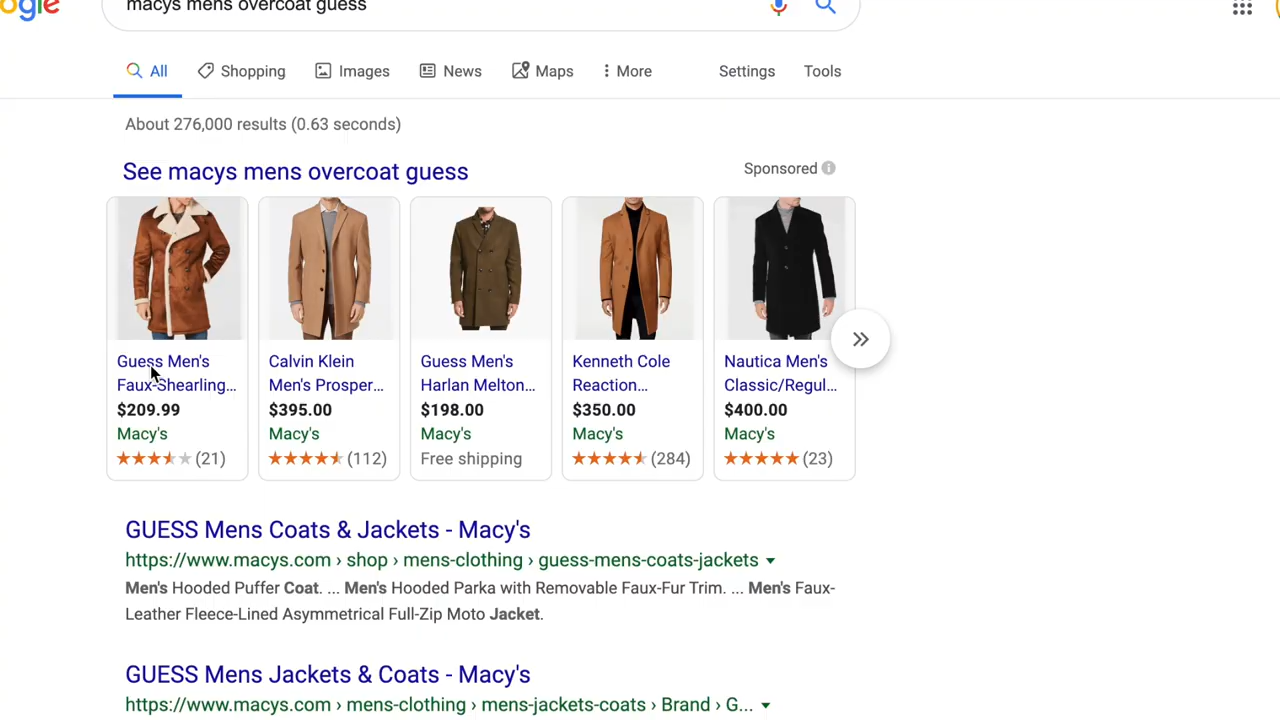 ogle
macys mens overcoat guess
All Shopping Images News Maps More Settings Tools
About 276,000 results (0.63 seconds)
See macys mens overcoat guess
Sponsored
Guess Men's
Faux-Shearling...
$209.99
Macy's
(21)
Calvin Klein
Men's Prosper...
$395.00
Macy's
(112)
Guess Men's
Harlan Melton...
$198.00
Macy's
Free shipping
Kenneth Cole
Reaction...
$350.00
Macy's
(284)
Nautica Men's
Classic/Regul...
$400.00
Macy's
(23)
GUESS Mens Coats & Jackets - Macy's
https://www.macys.com › shop › mens-clothing › guess-mens-coats-jackets
Men's Hooded Puffer Coat. ... Men's Hooded Parka with Removable Faux-Fur Trim. ... Men's Faux-
Leather Fleece-Lined Asymmetrical Full-Zip Moto Jacket.
GUESS Mens Jackets & Coats - Macy's
https://www.macys.com › mens-clothing › mens-jackets-coats › Brand › G...